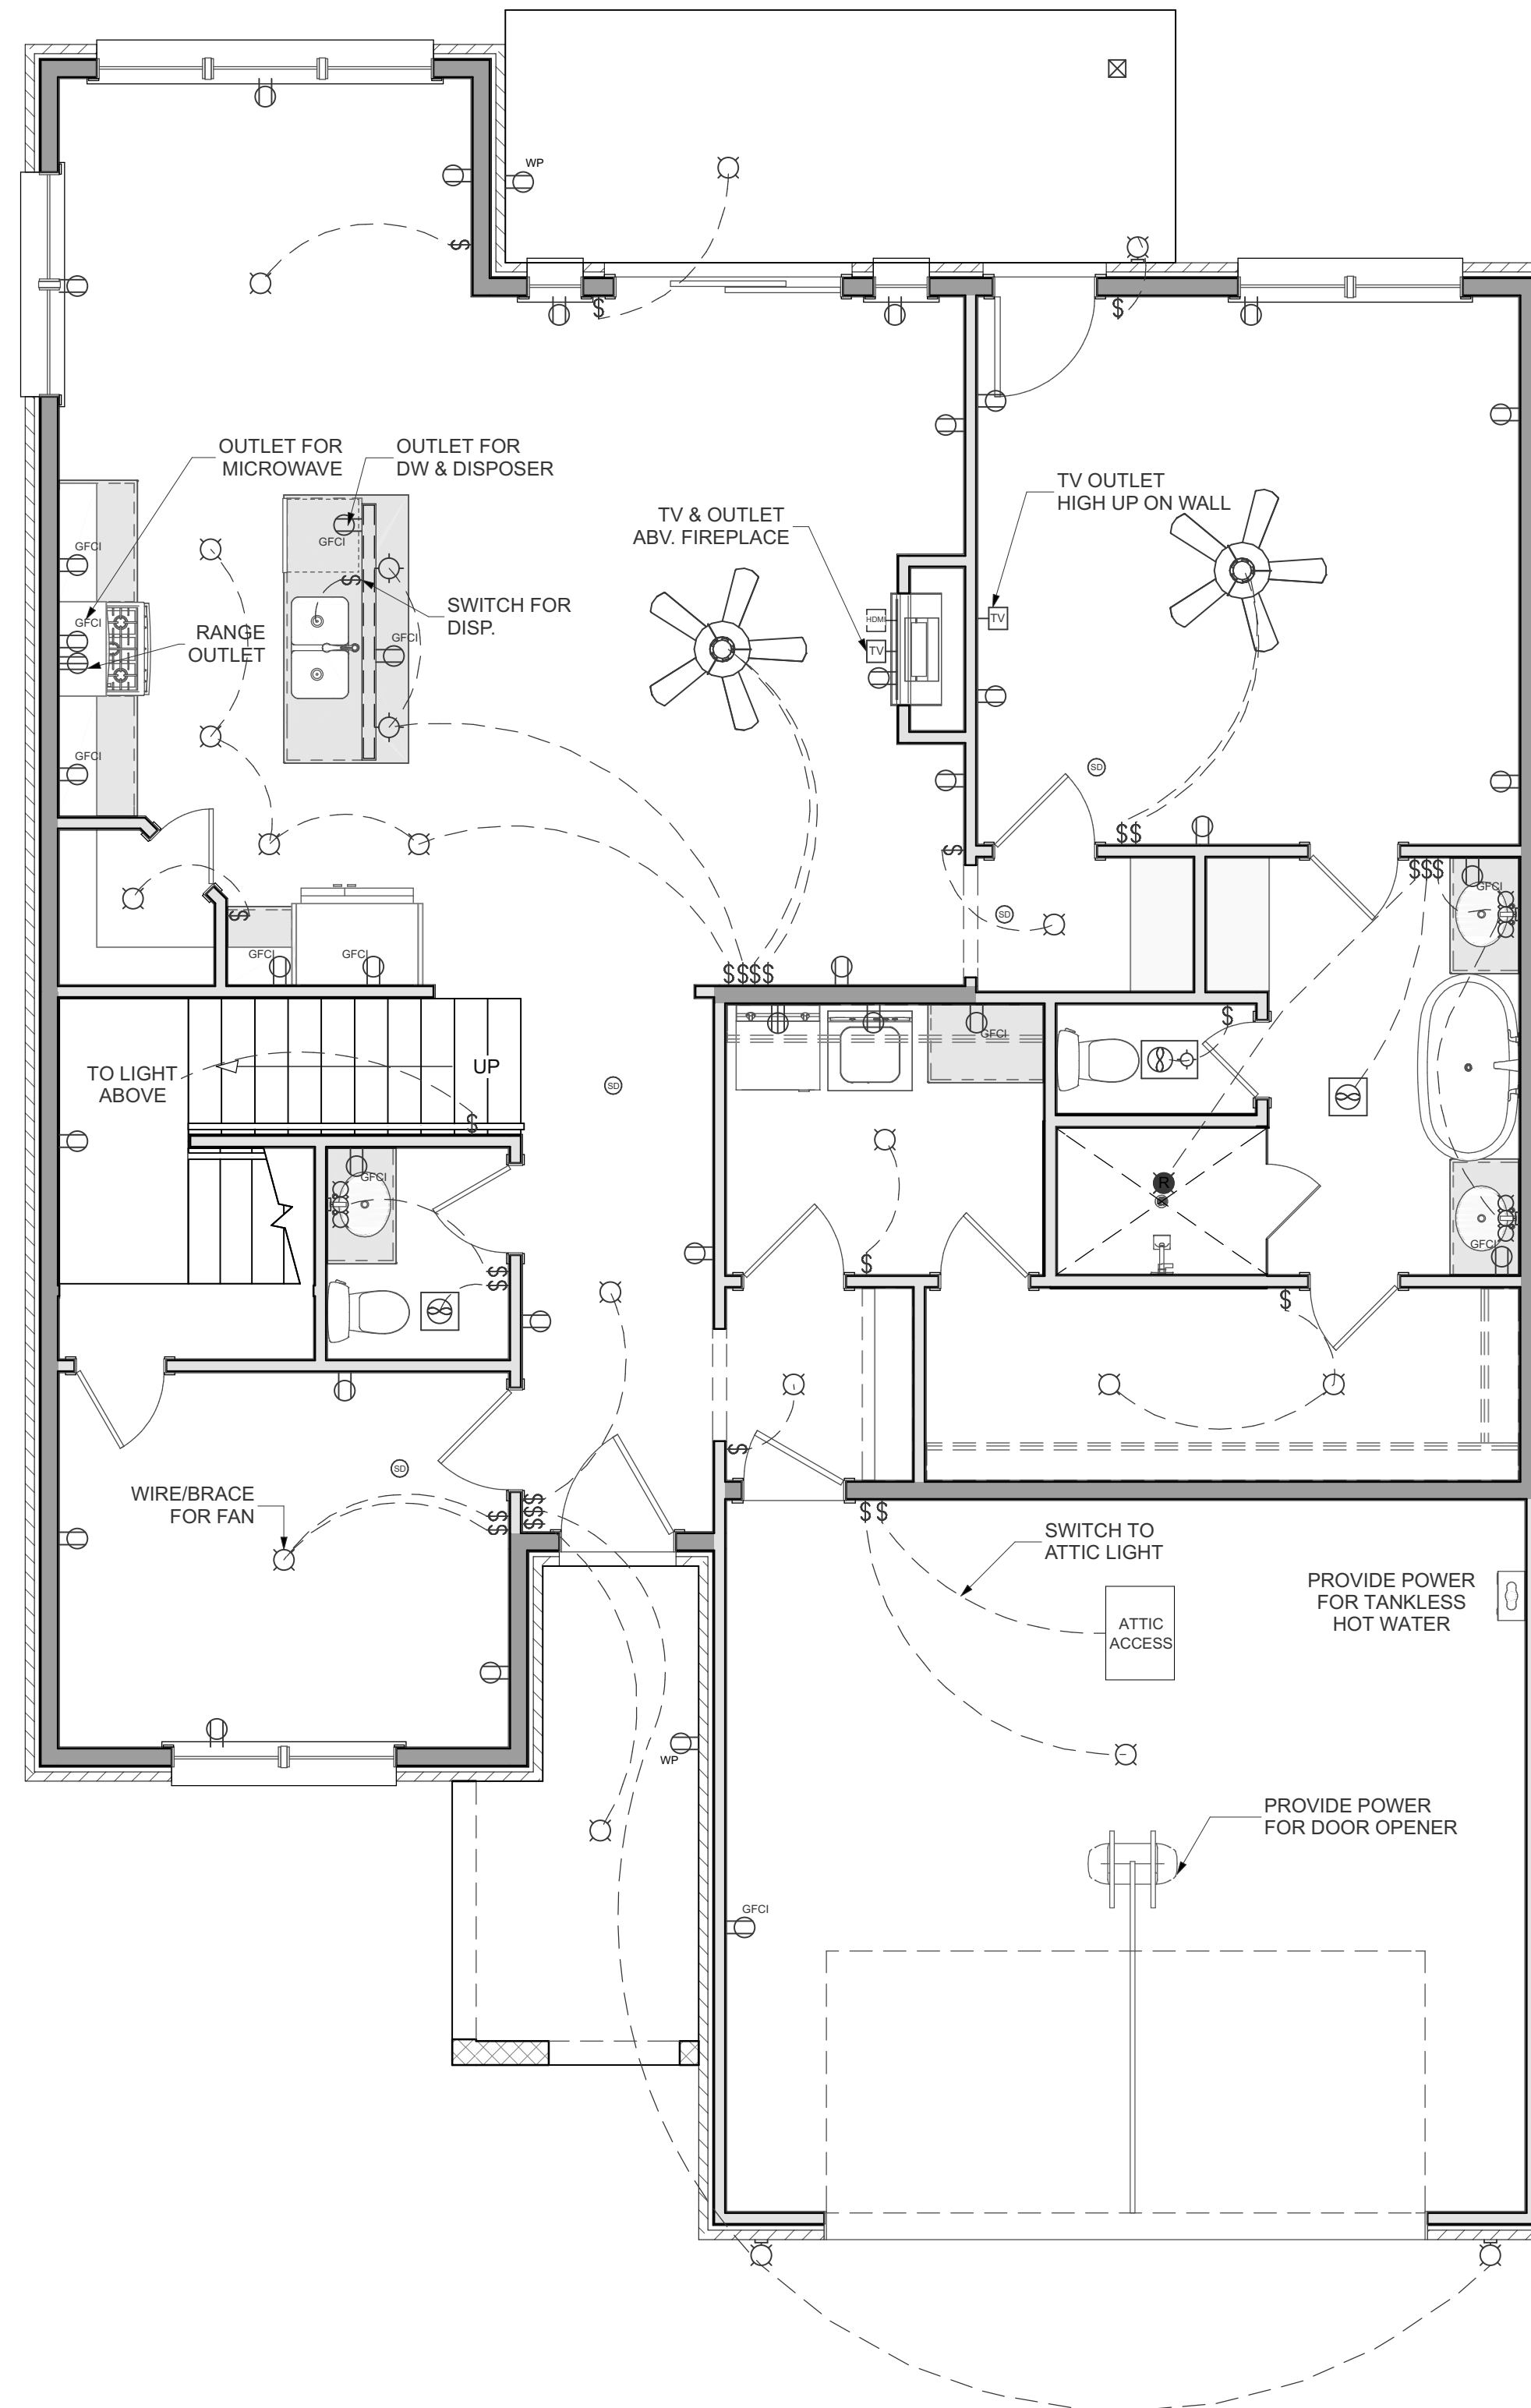 WP
OUTLET FOR
MICROWAVE
OUTLET FOR
DW & DISPOSER
TV OUTLET
HIGH UP ON WALL
TV & OUTLET
ABV. FIREPLACE
GFCI
GFCI
SWITCH FOR
DISP.
GFCI
RANGE
OUTLET
GFCI
HDMI
TV
TV
GFCI
SD
$
$
$
$
$$
$
$$$
GFCI
$
SD
GFCI
GFCI
$$$$
$
GFCI
TO LIGHT
ABOVE
UP
SD
$
GFCI
R
GFCI
$$
$
$
$
SD
WIRE/BRACE
FOR FAN
$$
$$$
$$
SWITCH TO
ATTIC LIGHT
PROVIDE POWER
FOR TANKLESS
HOT WATER
ATTIC
ACCESS
WP
PROVIDE POWER
FOR DOOR OPENER
GFCI